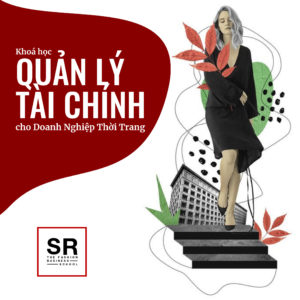 Khoá học
QUẢN LÝ
TÀI CHÍNH
cho Doanh Nghiệp Thời Trang
SR
THE FASHION
BUSINESS
SCHOOL